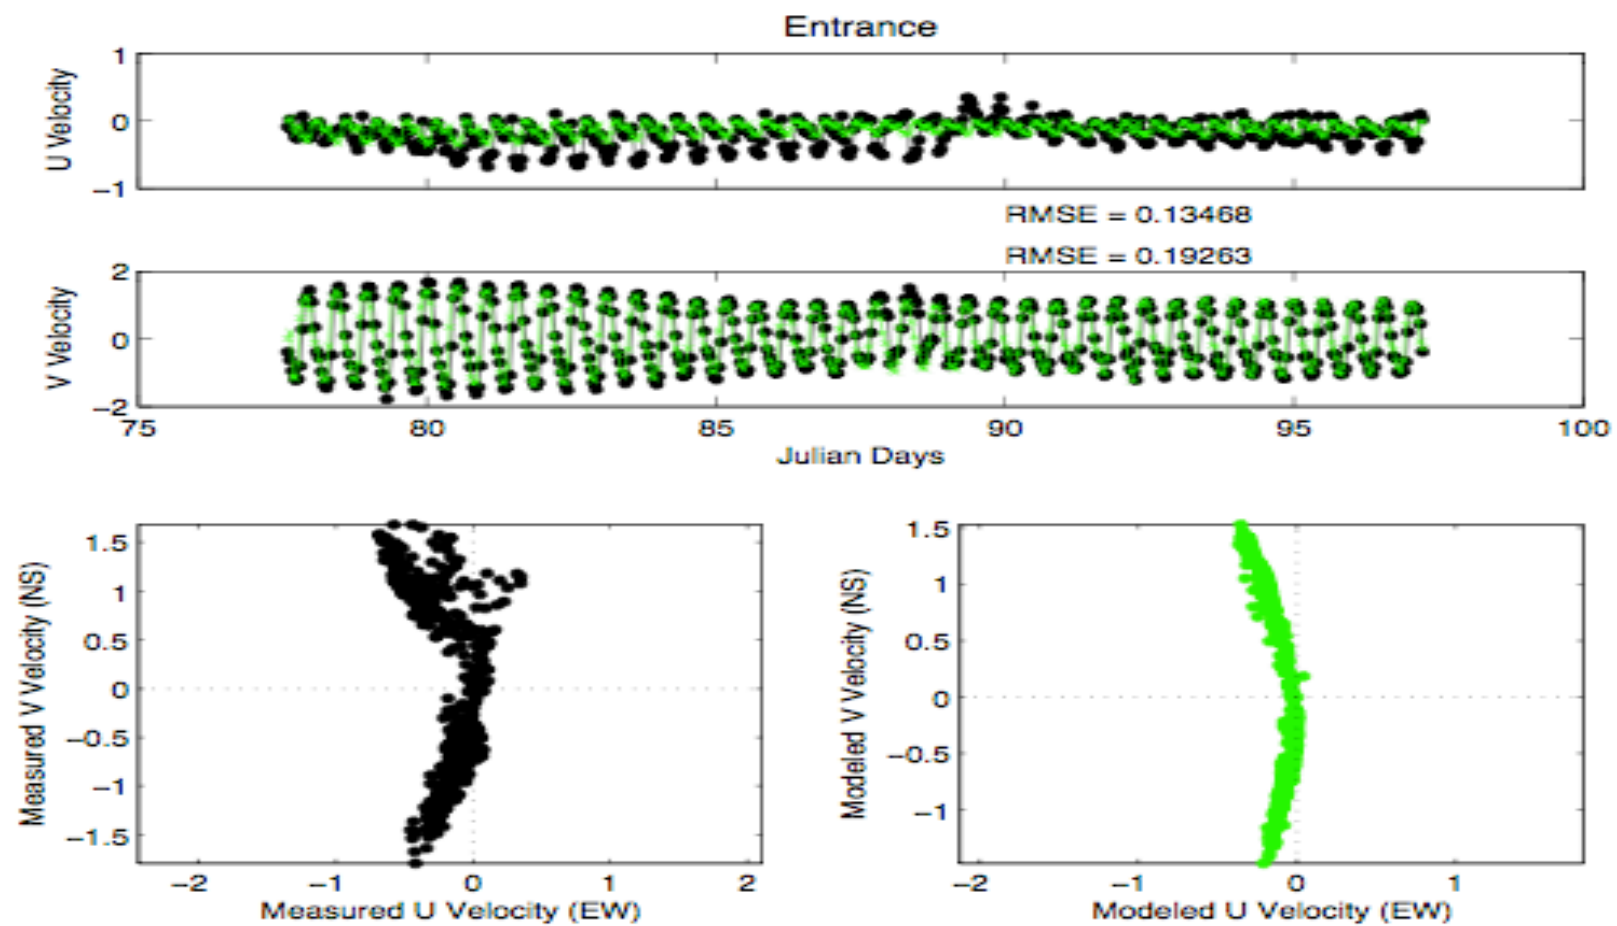 Entrance
U Velocity
1
0
−1
RMSE = 0.13468
RMSE = 0.19263
V Velocity
2
0
−2
75 80 85 90 95 100
Julian Days
Measured V Velocity (NS)
1.5
1
0.5
0
−0.5
−1
−1.5
−2 −1 0 1 2
Measured U Velocity (EW)
Modeled V Velocity (NS)
1.5
1
0.5
0
−0.5
−1
−2 −1 0 1
Modeled U Velocity (EW)